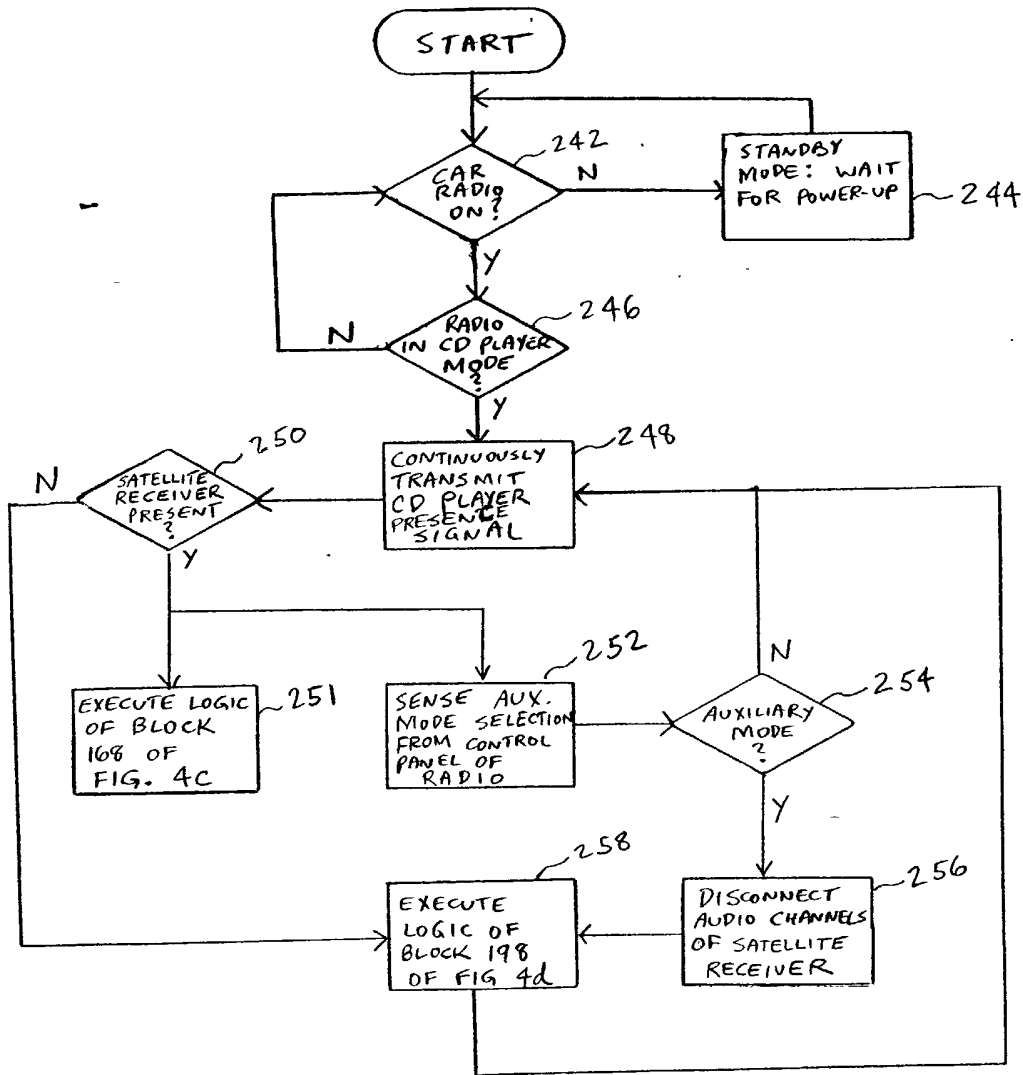 START
242
CAR
RADIO
ON?
N
STANDBY
MODE: WAIT
FOR POWER-UP
244
Y
N
RADIO
IN CD PLAYER
MODE
?
246
Y
250
N
SATELLITE
RECEIVER
PRESENT
?
Y
CONTINUOUSLY
TRANSMIT
CD PLAYER
PRESENCE
SIGNAL
248
EXECUTE LOGIC
OF BLOCK
168 OF
FIG. 4C
251
SENSE AUX.
MODE SELECTION
FROM CONTROL
PANEL OF
RADIO
252
N
AUXILIARY
MODE
?
254
Y
EXECUTE
LOGIC OF
BLOCK 198
OF FIG 4d
258
DISCONNECT
AUDIO CHANNELS
OF SATELLITE
RECEIVER
256